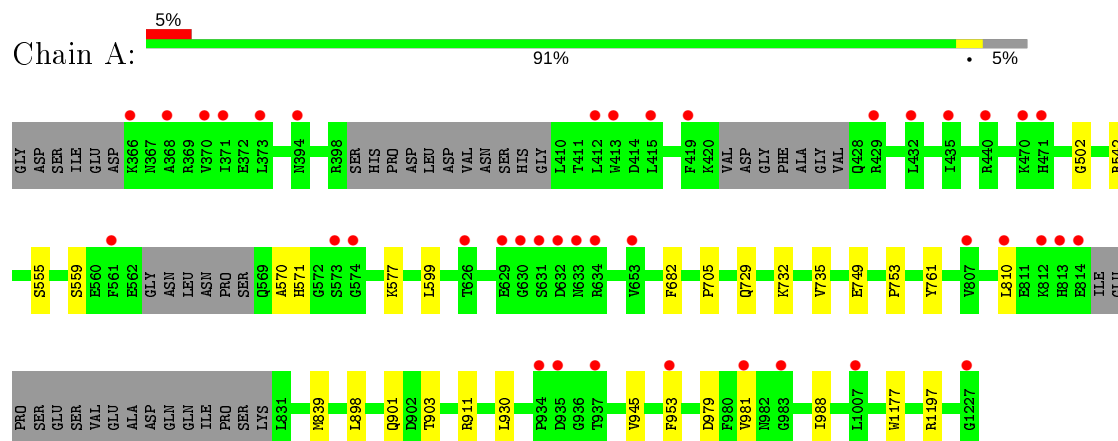 5%
Chain A:
91% • 5%
GLY ASP SER ILE GLU ASP K366 N367 A368 R369 V370 I371 E372 L373 N394 R398 SER HIS PRO ASP LEU ASP VAL ASN SER HIS GLY L410 T411 L412 W413 D414 L415 F419 K420 VAL ASP GLY PHE ALA GLY VAL Q428 R429 L432 I435 R440 K470 H471 G502 R542
S555 S559 E560 F561 E562 GLY ASN LEU ASN PRO SER Q569 A570 H571 G572 S573 G574 K577 L599 T626 E629 G630 S631 D632 N633 R634 V653 F682 P705 Q729 K732 V735 E749 P753 Y761 V807 L810 E811 K812 H813 E814 ILE GLU
PRO SER GLU SER VAL GLU ALA ASP GLN GLN ILE PRO SER LYS L831 M839 L898 Q901 D902 T903 R911 L930 P934 D935 G936 T937 V945 F953 D979 F980 V981 N982 G983 I988 L1007 W1177 R1197 G1227